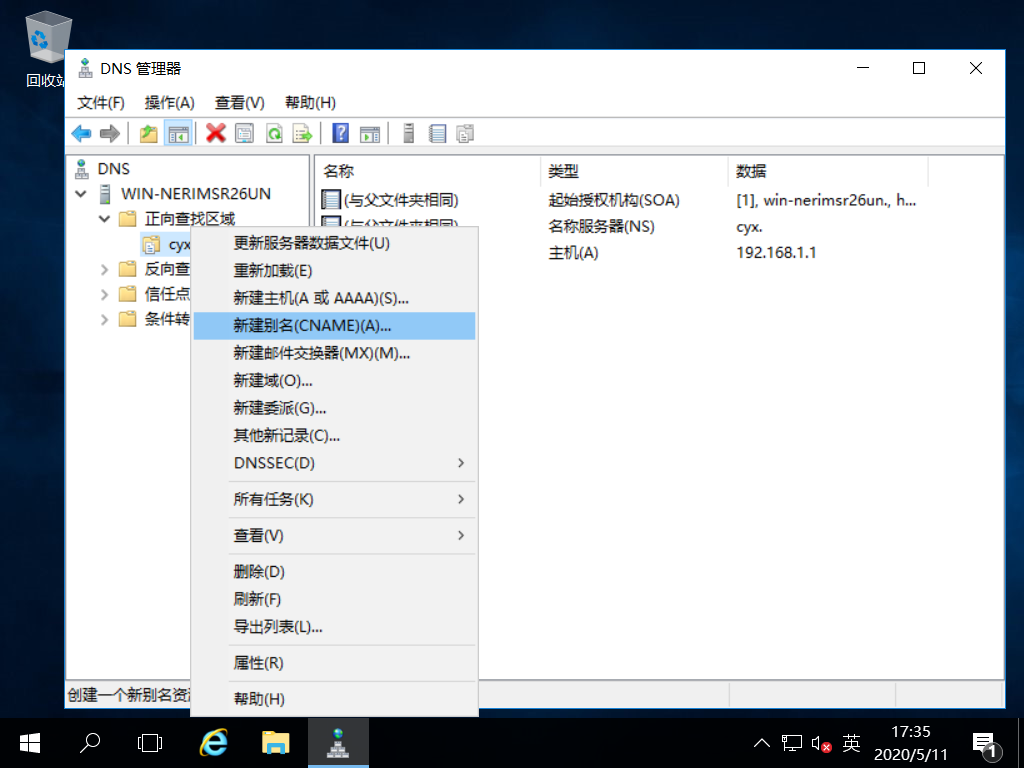 回收站
DNS 管理器
文件(F) 操作(A) 查看(V) 帮助(H)
DNS
WIN-NERIMSR26UN
正向查找区域
cyx
反向查
信任点
条件转
名称 类型 数据
(与父文件夹相同) 起始授权机构(SOA) [1], win-nerimsr26un., h...
(与父文件夹相同) 名称服务器(NS) cyx.
主机(A) 192.168.1.1
更新服务器数据文件(U)
重新加载(E)
新建主机(A 或 AAAA)(S)...
新建别名(CNAME)(A)...
新建邮件交换器(MX)(M)...
新建域(O)...
新建委派(G)...
其他新记录(C)...
DNSSEC(D)
所有任务(K)
查看(V)
删除(D)
刷新(F)
导出列表(L)...
属性(R)
帮助(H)
创建一个新别名资
英
17:35
2020/5/11
1